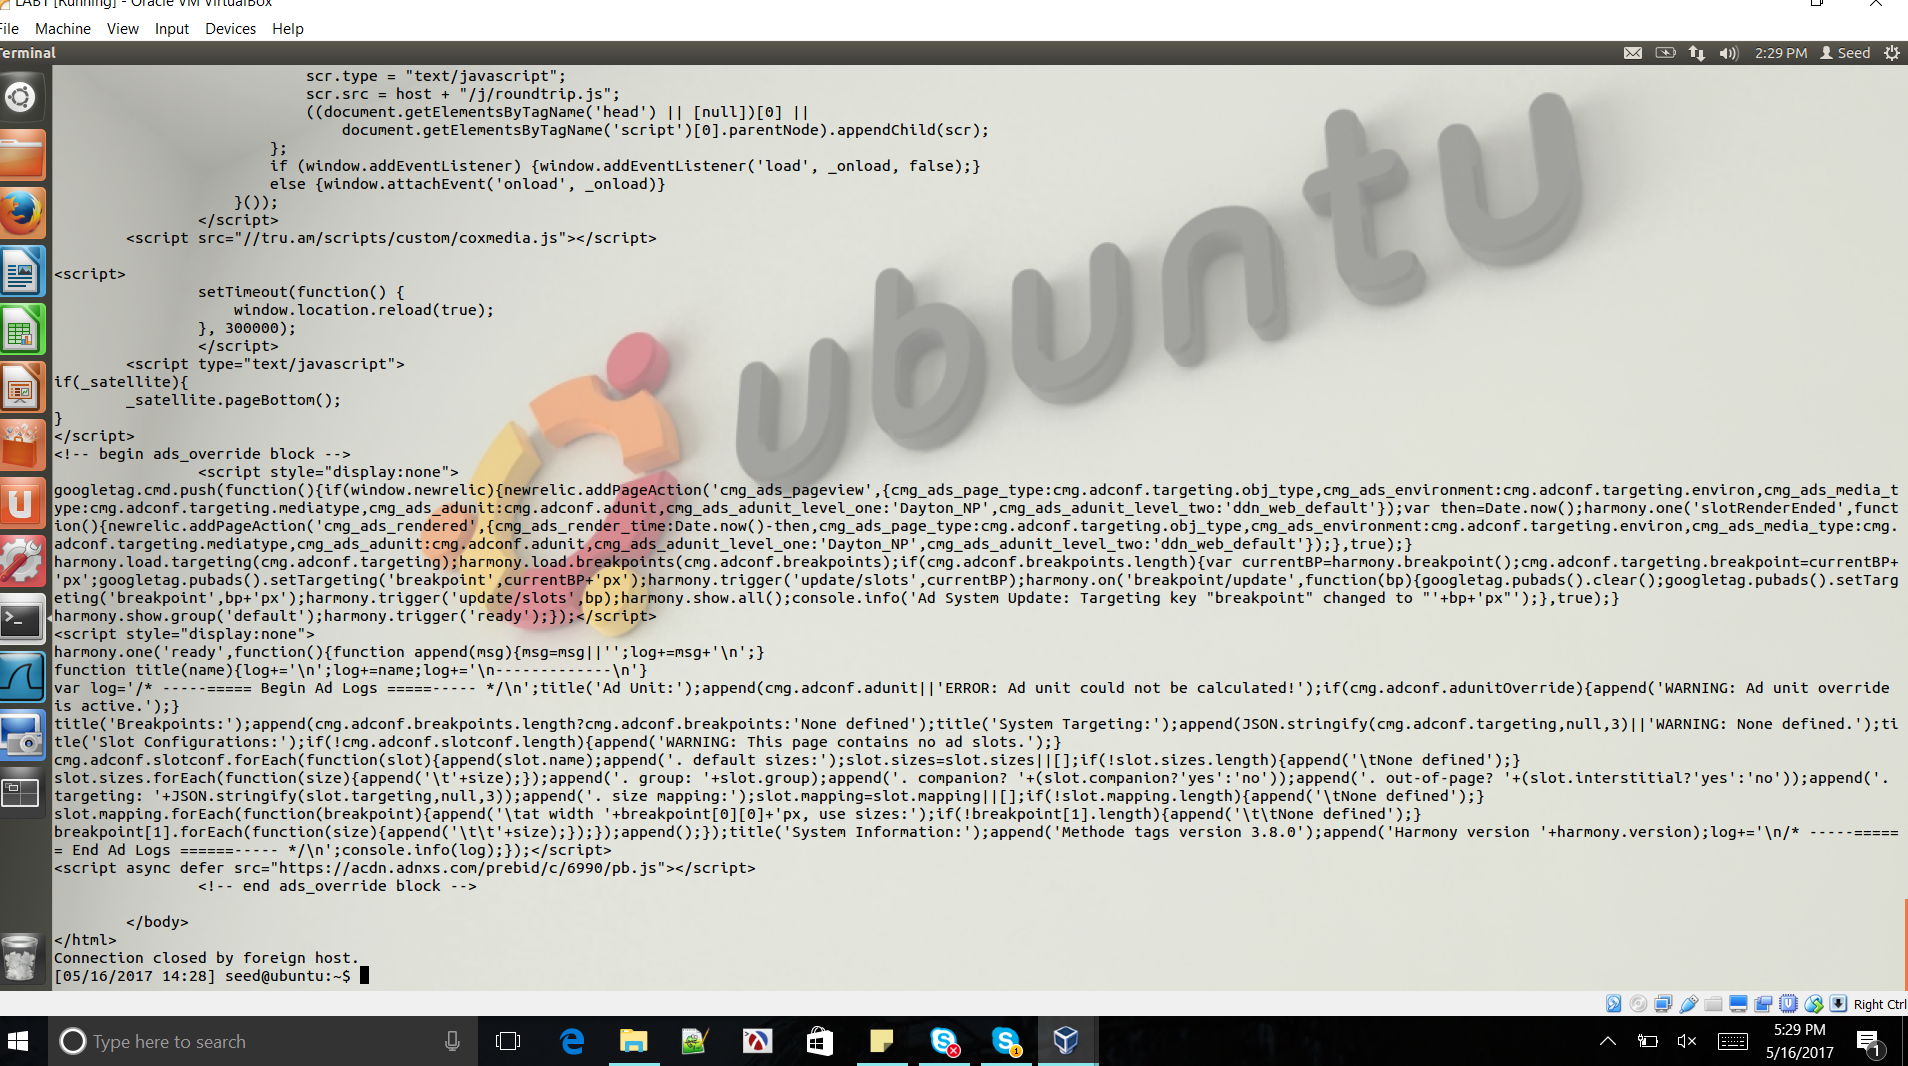 LAB1 [Running] - Oracle VM VirtualBox
File Machine View Input Devices Help
Terminal 2:29 PM Seed
scr.type = "text/javascript";
scr.src = host + "/j/roundtrip.js";
((document.getElementsByTagName('head') || [null])[0] ||
document.getElementsByTagName('script')[0].parentNode).appendChild(scr);
};
if (window.addEventListener) {window.addEventListener('load', _onload, false);}
else {window.attachEvent('onload', _onload)}
}());
</script>
<script src="//tru.am/scripts/custom/coxmedia.js"></script>
<script>
setTimeout(function() {
window.location.reload(true);
}, 300000);
</script>
<script type="text/javascript">
if(_satellite){
_satellite.pageBottom();
}
</script>
<!-- begin ads_override block -->
<script style="display:none">
googletag.cmd.push(function(){if(window.newrelic){newrelic.addPageAction('cmg_ads_pageview',{cmg_ads_page_type:cmg.adconf.targeting.obj_type,cmg_ads_environment:cmg.adconf.targeting.environ,cmg_ads_media_t
ype:cmg.adconf.targeting.mediatype,cmg_ads_adunit:cmg.adconf.adunit,cmg_ads_adunit_level_one:'Dayton_NP',cmg_ads_adunit_level_two:'ddn_web_default'});var then=Date.now();harmony.one('slotRenderEnded',funct
ion(){newrelic.addPageAction('cmg_ads_rendered',{cmg_ads_render_time:Date.now()-then,cmg_ads_page_type:cmg.adconf.targeting.obj_type,cmg_ads_environment:cmg.adconf.targeting.environ,cmg_ads_media_type:cmg.
adconf.targeting.mediatype,cmg_ads_adunit:cmg.adconf.adunit,cmg_ads_adunit_level_one:'Dayton_NP',cmg_ads_adunit_level_two:'ddn_web_default'});},true);}
harmony.load.targeting(cmg.adconf.targeting);harmony.load.breakpoints(cmg.adconf.breakpoints);if(cmg.adconf.breakpoints.length){var currentBP=harmony.breakpoint();cmg.adconf.targeting.breakpoint=currentBP+
'px';googletag.pubads().setTargeting('breakpoint',currentBP+'px');harmony.trigger('update/slots',currentBP);harmony.on('breakpoint/update',function(bp){googletag.pubads().clear();googletag.pubads().setTarg
eting('breakpoint',bp+'px');harmony.trigger('update/slots',bp);harmony.show.all();console.info('Ad System Update: Targeting key "breakpoint" changed to "'+bp+'px"');},true);}
harmony.show.group('default');harmony.trigger('ready');});</script>
<script style="display:none">
harmony.one('ready',function(){function append(msg){msg=msg||'';log+=msg+'\n';}
function title(name){log+='\n';log+=name;log+='\n-------------\n'}
var log='/* -----===== Begin Ad Logs =====----- */\n';title('Ad Unit:');append(cmg.adconf.adunit||'ERROR: Ad unit could not be calculated!');if(cmg.adconf.adunitOverride){append('WARNING: Ad unit override
is active.');}
title('Breakpoints:');append(cmg.adconf.breakpoints.length?cmg.adconf.breakpoints:'None defined');title('System Targeting:');append(JSON.stringify(cmg.adconf.targeting,null,3)||'WARNING: None defined.');ti
tle('Slot Configurations:');if(!cmg.adconf.slotconf.length){append('WARNING: This page contains no ad slots.');}
cmg.adconf.slotconf.forEach(function(slot){append(slot.name);append('. default sizes:');slot.sizes=slot.sizes||[];if(!slot.sizes.length){append('\tNone defined');}
slot.sizes.forEach(function(size){append('\t'+size);});append('. group: '+slot.group);append('. companion? '+(slot.companion?'yes':'no'));append('. out-of-page? '+(slot.interstitial?'yes':'no'));append('.
targeting: '+JSON.stringify(slot.targeting,null,3));append('. size mapping:');slot.mapping=slot.mapping||[];if(!slot.mapping.length){append('\tNone defined');}
slot.mapping.forEach(function(breakpoint){append('\tat width '+breakpoint[0][0]+'px, use sizes:');if(!breakpoint[1].length){append('\t\tNone defined');}
breakpoint[1].forEach(function(size){append('\t\t'+size);});});append();});title('System Information:');append('Methode tags version 3.8.0');append('Harmony version '+harmony.version);log+='\n/* -----=====
= End Ad Logs ======----- */\n';console.info(log);});</script>
<script async defer src="https://acdn.adnxs.com/prebid/c/6990/pb.js"></script>
<!-- end ads_override block -->
</body>
</html>
Connection closed by foreign host.
[05/16/2017 14:28] seed@ubuntu:~$
ubuntu
Right Ctrl
Type here to search
5:29 PM
5/16/2017
1
1